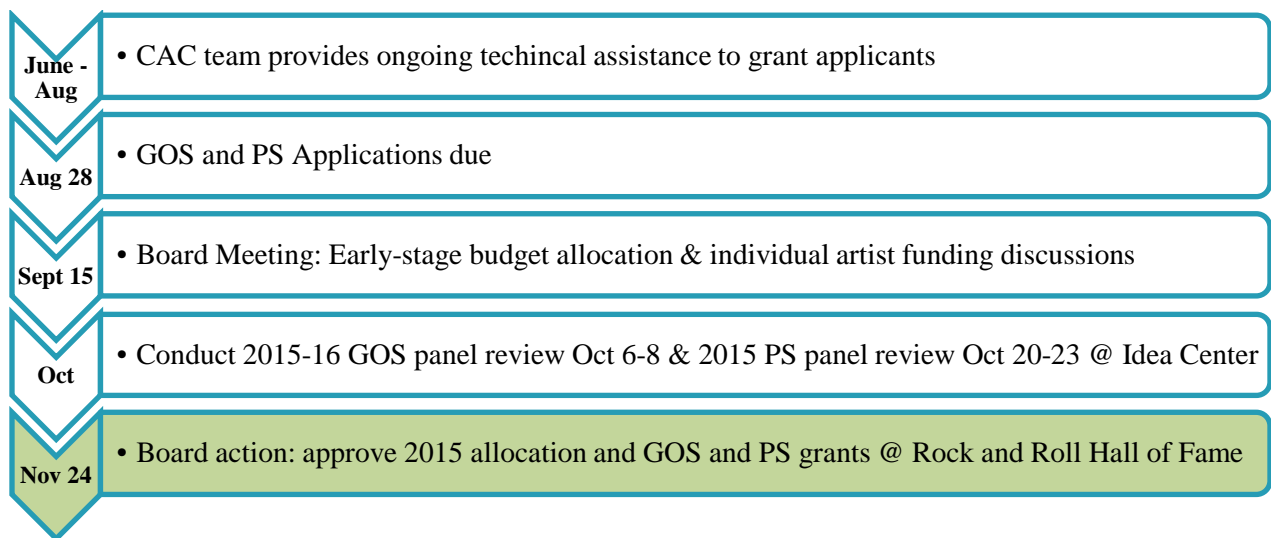 June -
Aug
• CAC team provides ongoing techincal assistance to grant applicants
Aug 28
• GOS and PS Applications due
Sept 15
• Board Meeting: Early-stage budget allocation & individual artist funding discussions
Oct
• Conduct 2015-16 GOS panel review Oct 6-8 & 2015 PS panel review Oct 20-23 @ Idea Center
Nov 24
• Board action: approve 2015 allocation and GOS and PS grants @ Rock and Roll Hall of Fame